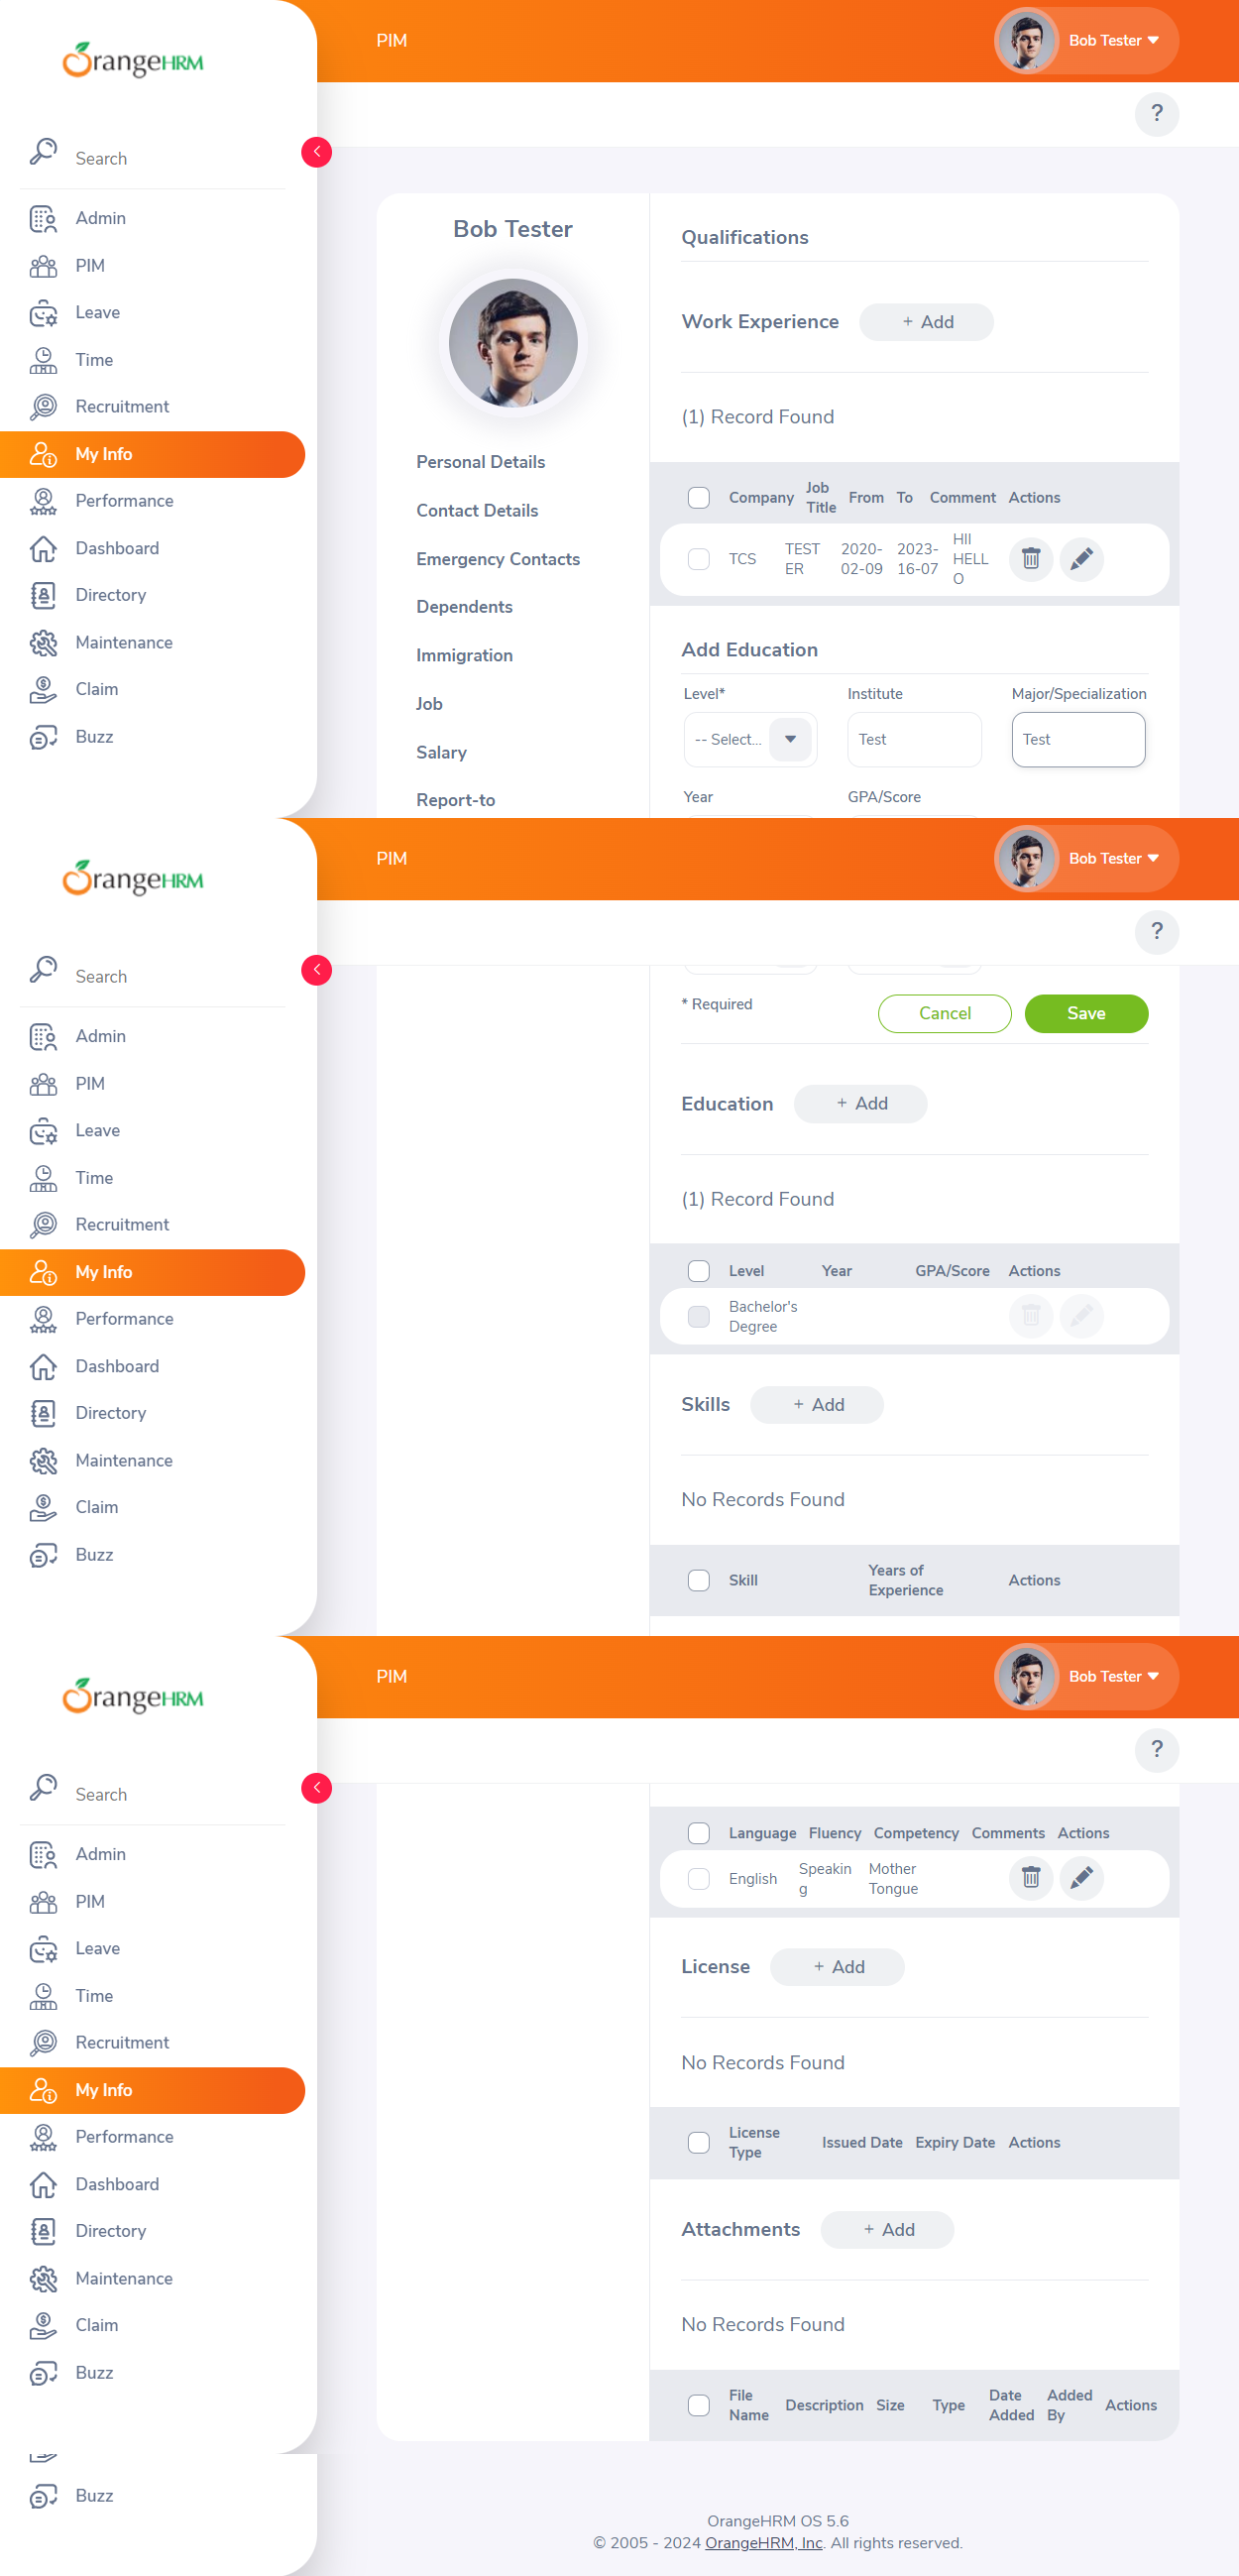 OrangeHRM
PIM
Bob Tester
?
Search
Admin
PIM
Leave
Time
Recruitment
My Info
Performance
Dashboard
Directory
Maintenance
Claim
Buzz
Bob Tester
Personal Details
Contact Details
Emergency Contacts
Dependents
Immigration
Job
Salary
Report-to
Qualifications
Work Experience + Add
(1) Record Found
Company Job Title From To Comment Actions
TCS TEST
ER 2020-
02-09 2023-
16-07 HII
HELL
O
Add Education
Level* Institute Major/Specialization
-- Select... Test Test
Year GPA/Score
OrangeHRM
PIM
Bob Tester
?
Search
Admin
PIM
Leave
Time
Recruitment
My Info
Performance
Dashboard
Directory
Maintenance
Claim
Buzz
* Required Cancel Save
Education + Add
(1) Record Found
Level Year GPA/Score Actions
Bachelor's
Degree
Skills + Add
No Records Found
Skill Years of
Experience Actions
OrangeHRM
PIM
Bob Tester
?
Search
Admin
PIM
Leave
Time
Recruitment
My Info
Performance
Dashboard
Directory
Maintenance
Claim
Buzz
Buzz
Language Fluency Competency Comments Actions
English Speakin
g Mother
Tongue
License + Add
No Records Found
License
Type Issued Date Expiry Date Actions
Attachments + Add
No Records Found
File
Name Description Size Type Date
Added Added
By Actions
OrangeHRM OS 5.6
© 2005 - 2024 OrangeHRM, Inc. All rights reserved.